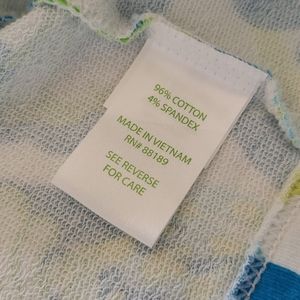 96% COTTON
4% SPANDEX
MADE IN VIETNAM
RN# 88189
SEE REVERSE
FOR CARE